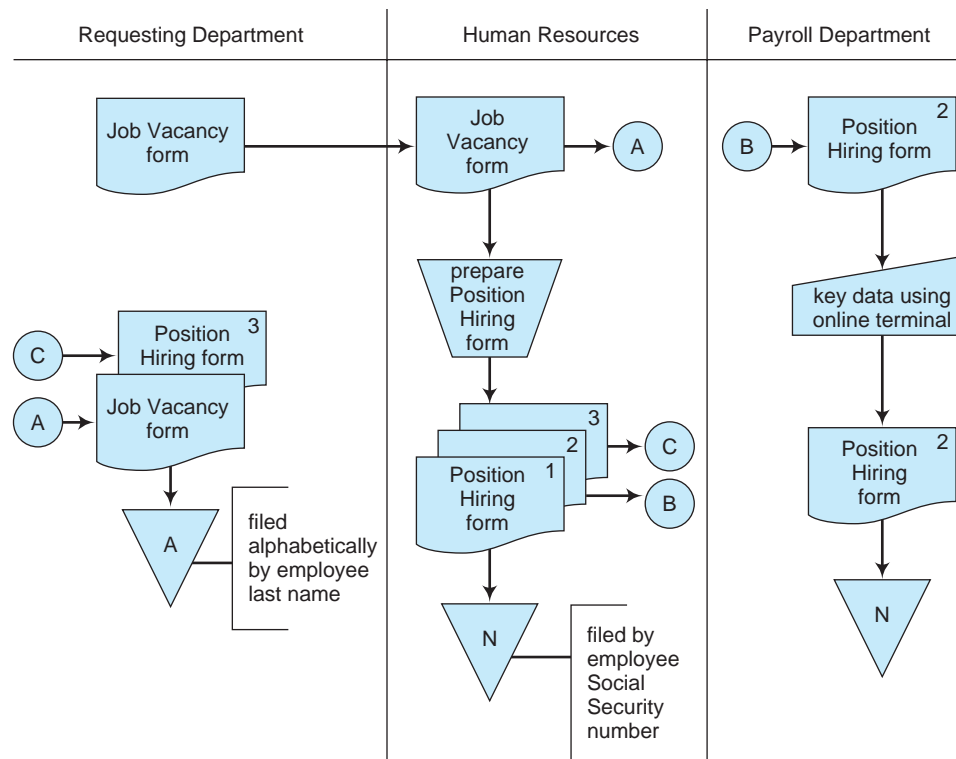 Requesting Department
Human Resources
Payroll Department
Job Vacancy
form
Job
Vacancy
form
A
B
2
Position
Hiring form
prepare
Position
Hiring
form
key data using
online terminal
C
3
Position
Hiring form
A
Job Vacancy
form
3
C
2
1
Position
Hiring
form
B
2
Position
Hiring
form
A
filed
alphabetically
by employee
last name
N
filed by
employee
Social
Security
number
N